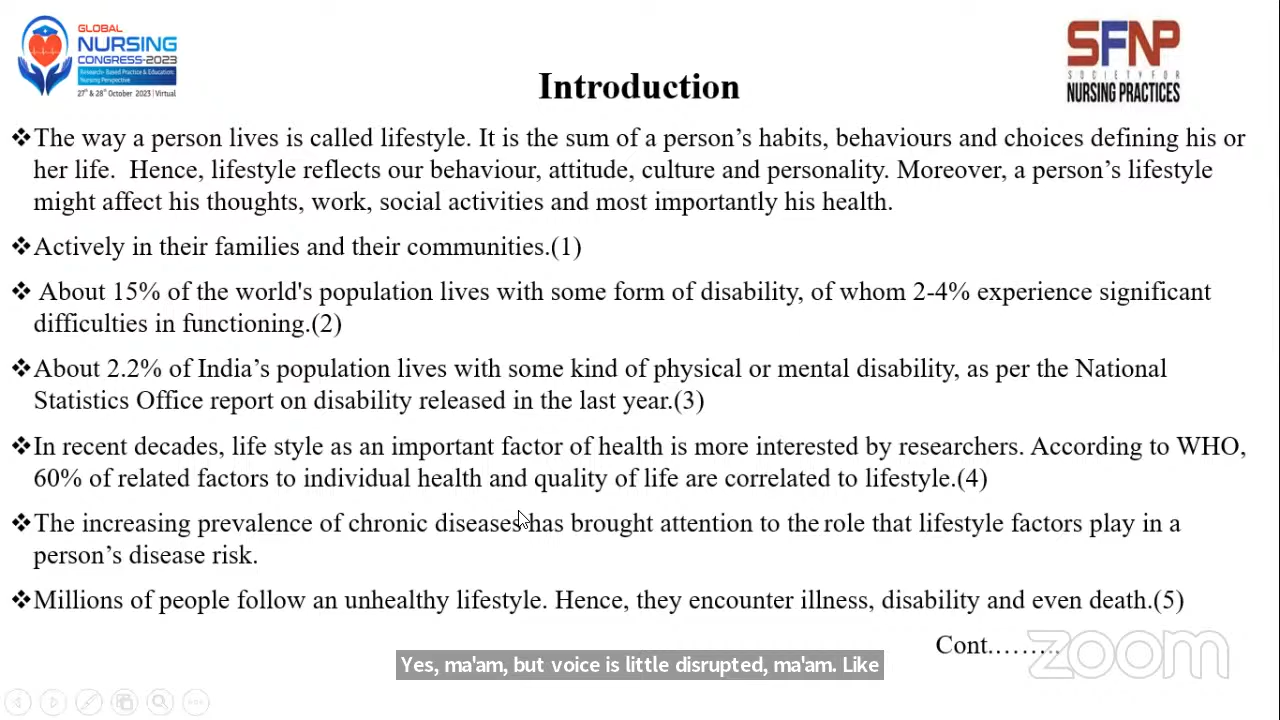 GLOBAL
NURSING
CONGRESS-2023
Research- Based Practice & Education:
Nursing Perspective
27th & 28th October 2023 | Virtual
SFNP
SOCIETY FOR
NURSING PRACTICES
Introduction
❖The way a person lives is called lifestyle. It is the sum of a person's habits, behaviours and choices defining his or
her life. Hence, lifestyle reflects our behaviour, attitude, culture and personality. Moreover, a person's lifestyle
might affect his thoughts, work, social activities and most importantly his health.
❖Actively in their families and their communities.(1)
❖ About 15% of the world's population lives with some form of disability, of whom 2-4% experience significant
difficulties in functioning.(2)
❖About 2.2% of India's population lives with some kind of physical or mental disability, as per the National
Statistics Office report on disability released in the last year.(3)
❖In recent decades, life style as an important factor of health is more interested by researchers. According to WHO,
60% of related factors to individual health and quality of life are correlated to lifestyle.(4)
❖The increasing prevalence of chronic diseases has brought attention to the role that lifestyle factors play in a
person's disease risk.
❖Millions of people follow an unhealthy lifestyle. Hence, they encounter illness, disability and even death.(5)
Cont.……..
zoom
Yes, ma'am, but voice is little disrupted, ma'am. Like